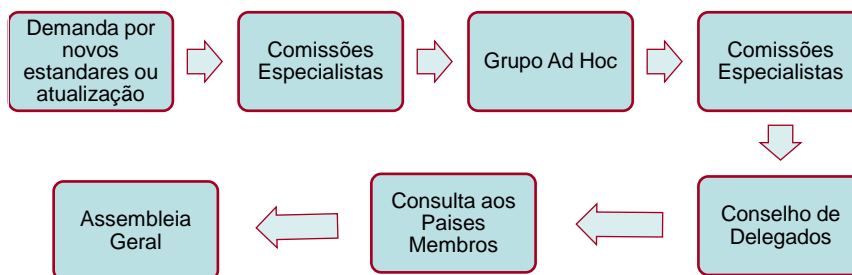 Demanda por
novos
estandares ou
atualização
Comissões
Especialistas
Grupo Ad Hoc
Comissões
Especialistas
Conselho de
Delegados
Consulta aos
Paises
Membros
Assembleia
Geral